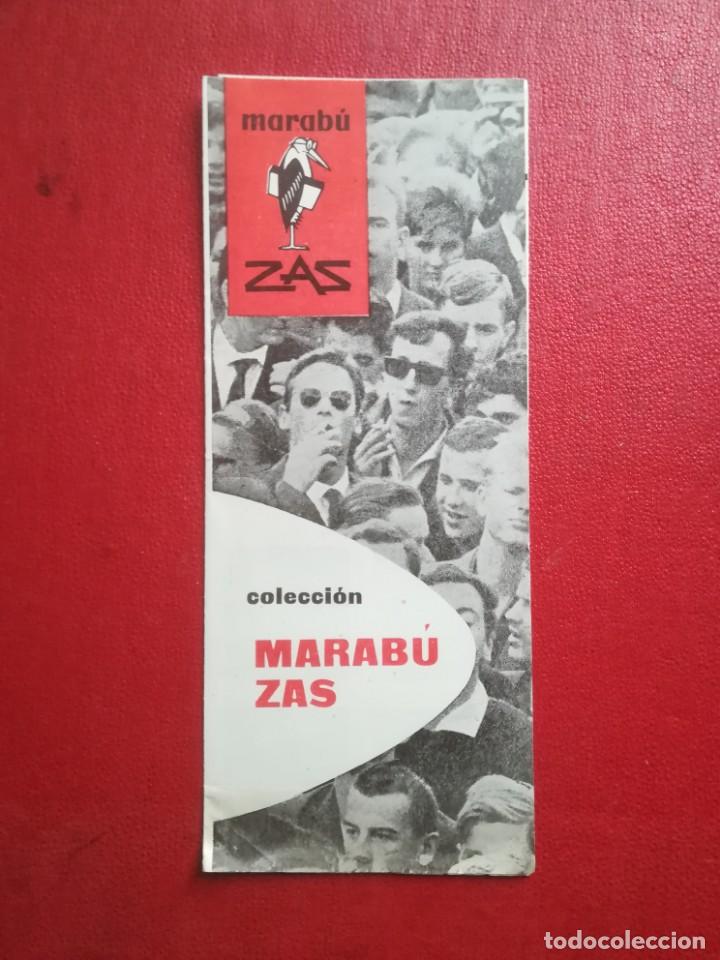 marabú
ZAS
colección
MARABÚ
ZAS
todocoleccion